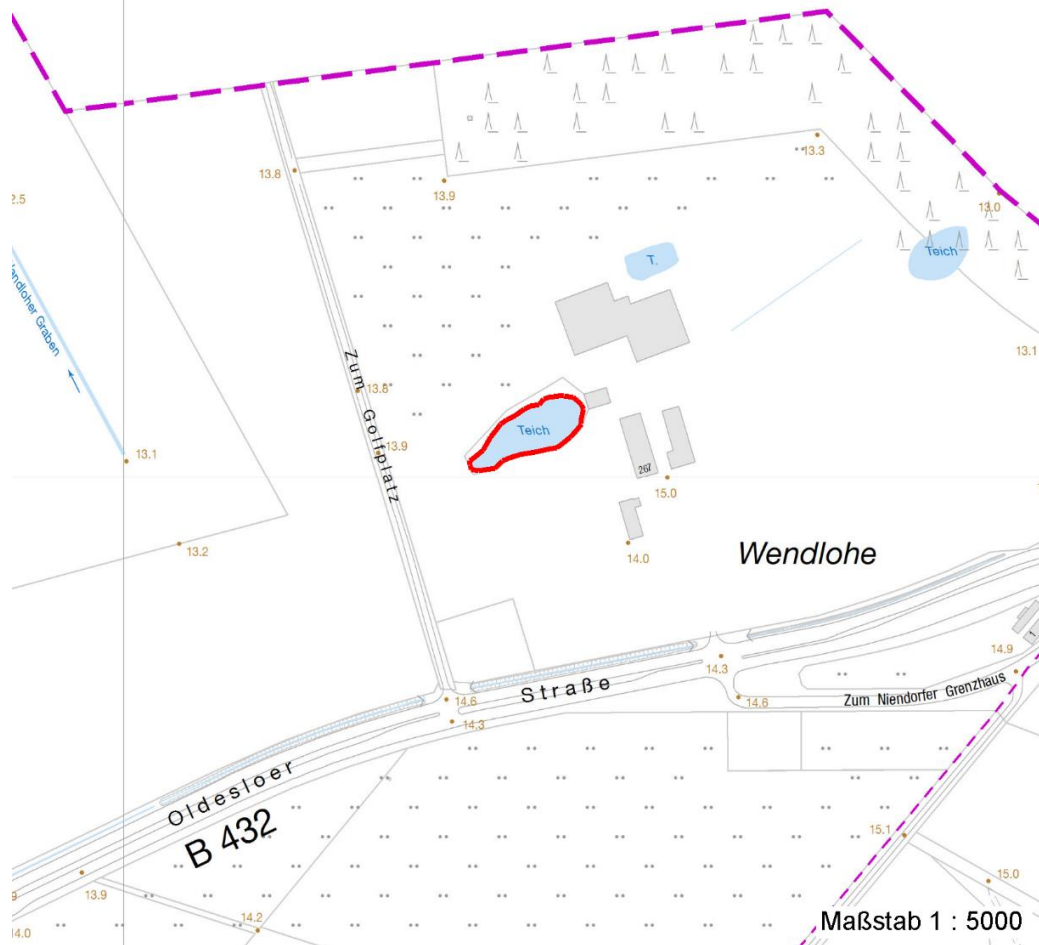 13.8
13.9
13.3
13.0
2.5
Teich
T.
endloher Graben
13.1
13.8
Zum Golfplatz
13.9
Teich
267
13.1
15.0
13.2
14.0
Wendlohe
1
14.9
14.3
14.6
Zum Niendorfer Grenzhaus
Straße
14.6
14.3
Oldesloer
B 432
15.1
13.9
15.0
14.2
14.0
Maßstab 1 : 5000